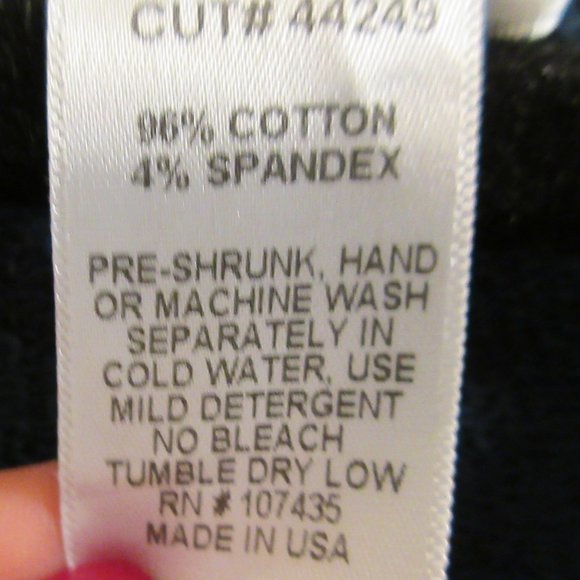 CUT# 44249
96% COTTON
4% SPANDEX
PRE-SHRUNK, HAND
OR MACHINE WASH
SEPARATELY IN
COLD WATER, USE
MILD DETERGENT
NO BLEACH
TUMBLE DRY LOW
RN # 107435
MADE IN USA